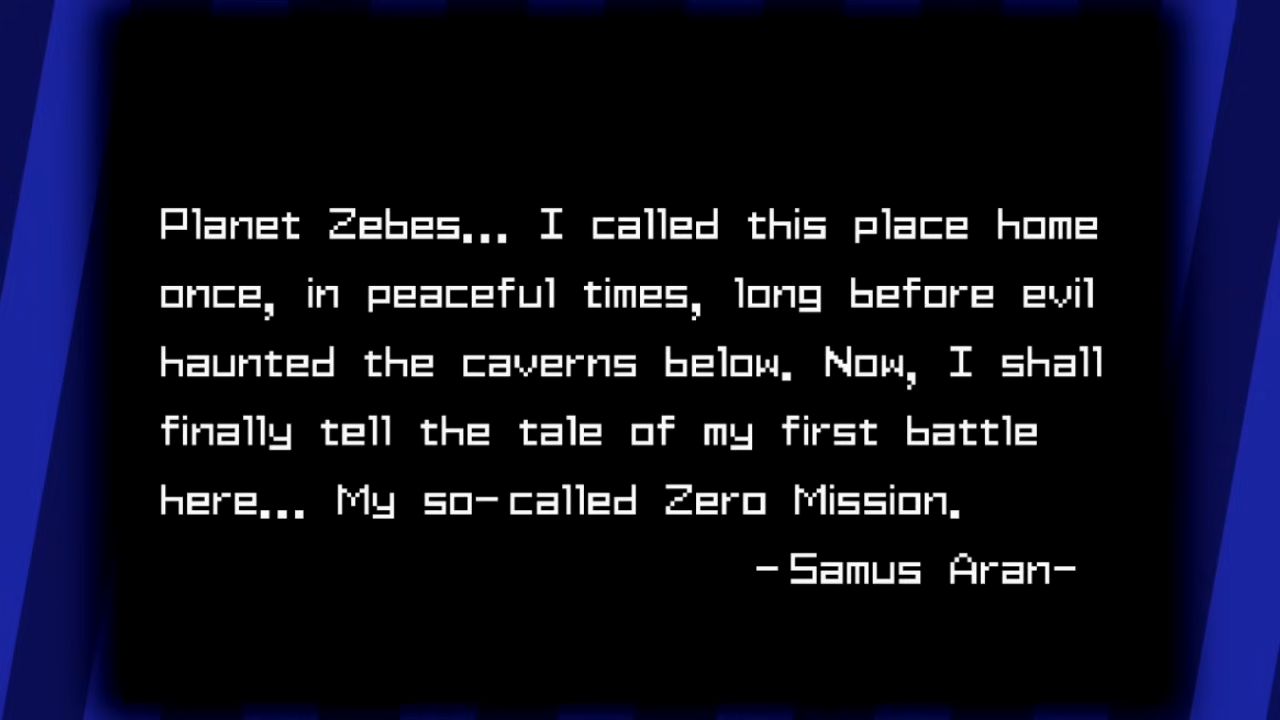 Planet Zebes... I called this place home
once, in peaceful times, long before evil
haunted the caverns below. Now, I shall
finally tell the tale of my first battle
here... My so-called Zero Mission.
-Samus Aran-